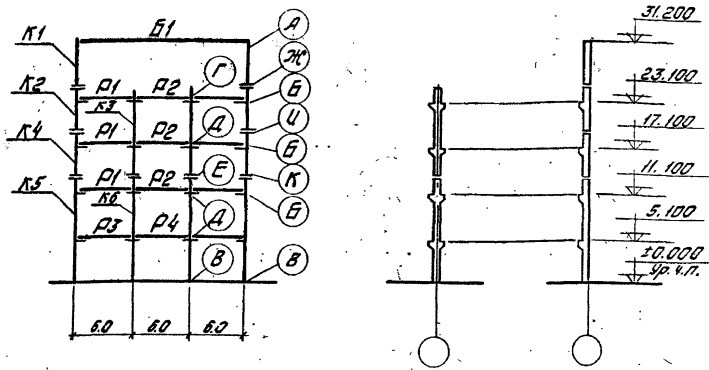 К1 Б1 А
Ж
К2 Р1 Р2 Г Б
К3
И
К4 Р1 Р2 Д Б
Е К
К5 Р1 Р2 Б
К6 Д
Р3 Р4
В В
6.0 6.0 6.0
31.200
23.100
17.100
11.100
5.100
±0.000
Ур.ч.п.